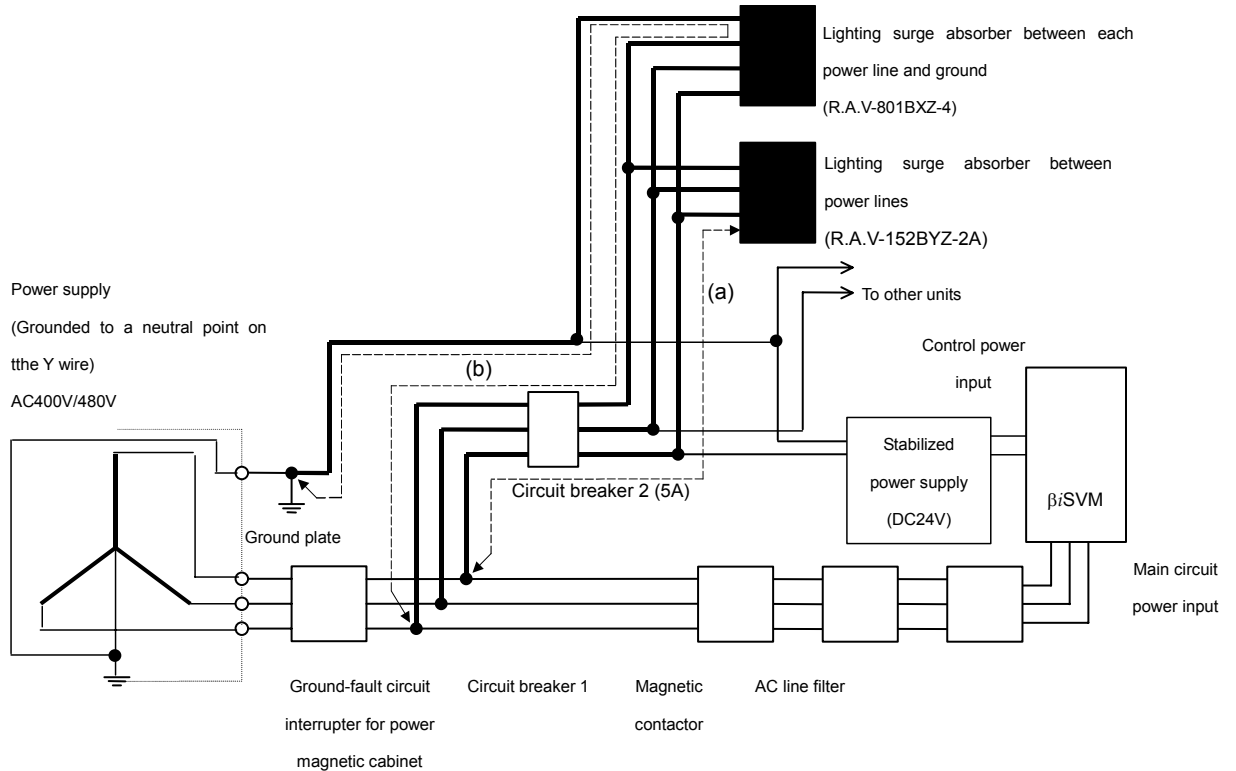 Lighting surge absorber between each
power line and ground
(R.A.V-801BXZ-4)
Lighting surge absorber between
power lines
(R.A.V-152BYZ-2A)
(a)
To other units
Power supply
(Grounded to a neutral point on
tthe Y wire)
AC400V/480V
(b)
Control power
input
Stabilized
power supply
(DC24V)
βiSVM
Circuit breaker 2 (5A)
Ground plate
Main circuit
power input
Ground-fault circuit
interrupter for power
magnetic cabinet
Circuit breaker 1
Magnetic
contactor
AC line filter